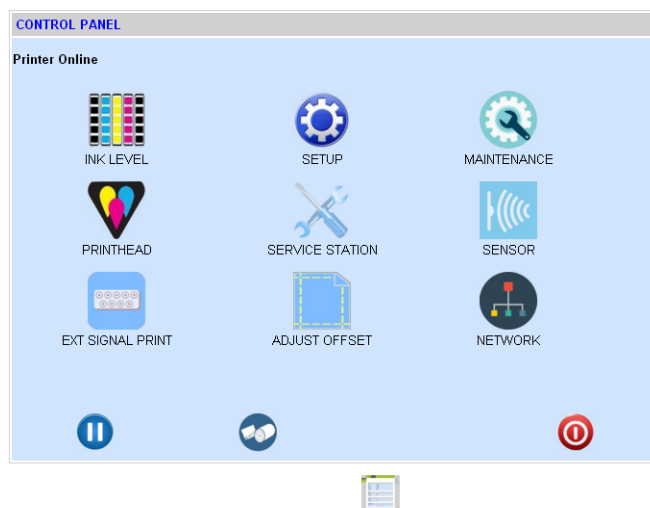 CONTROL PANEL
Printer Online
INK LEVEL
SETUP
MAINTENANCE
PRINTHEAD
SERVICE STATION
SENSOR
EXT SIGNAL PRINT
ADJUST OFFSET
NETWORK